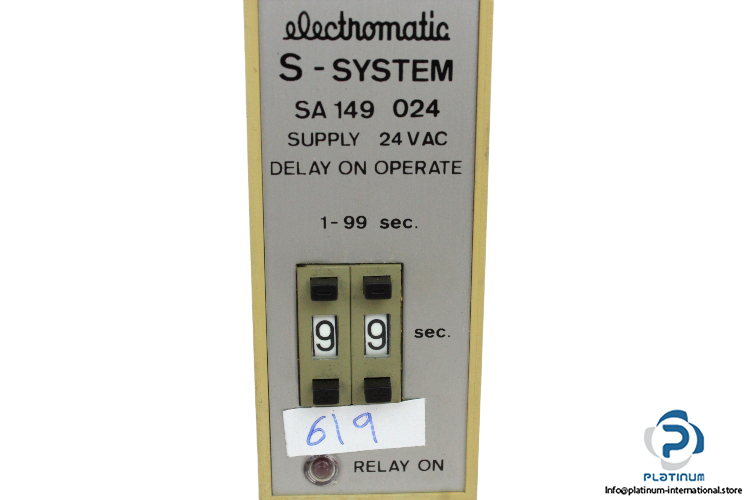 electromatic
S - SYSTEM
SA 149 024
SUPPLY 24 VAC
DELAY ON OPERATE
1 - 99 sec.
9 9 sec.
619
RELAY ON
PLATINUM
Info@platinum-international.store